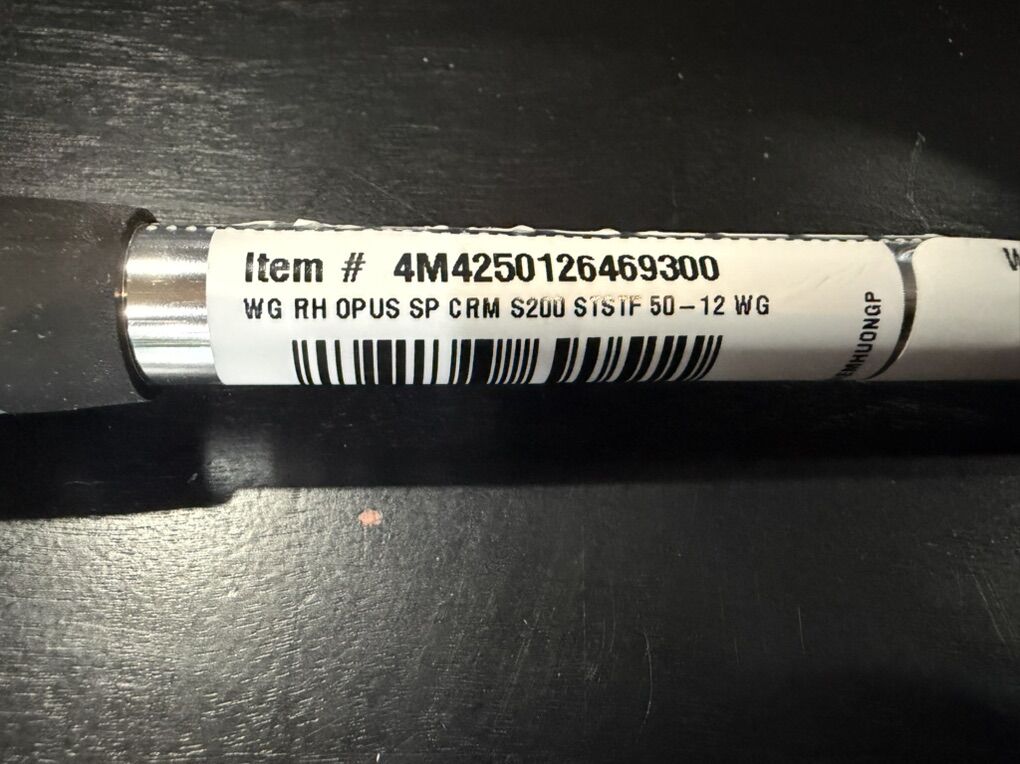 Item # 4M4250126469300
WG RH OPUS SP CRM S200 STSTF 50-12 WG